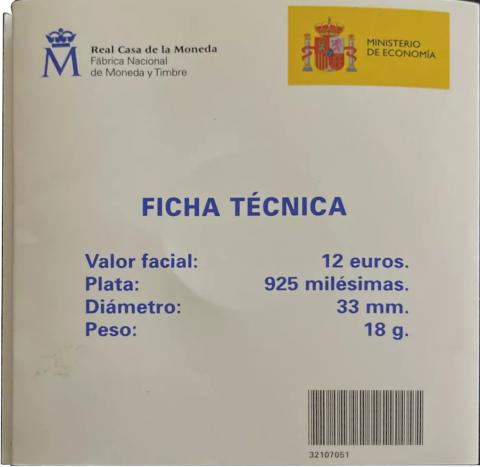 Real Casa de la Moneda
Fábrica Nacional
de Moneda y Timbre
MINISTERIO
DE ECONOMÍA
FICHA TÉCNICA
Valor facial: 12 euros.
Plata: 925 milésimas.
Diámetro: 33 mm.
Peso: 18 g.
32107051